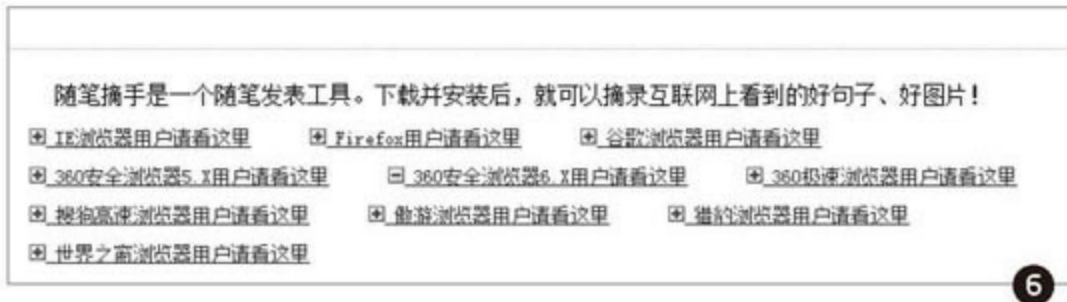 随笔摘手是一个随笔发表工具。下载并安装后，就可以摘录互联网上看到的好句子、好图片！
IE浏览器用户请看这里 Firefox用户请看这里 谷歌浏览器用户请看这里
360安全浏览器5.X用户请看这里 360安全浏览器6.X用户请看这里 360极速浏览器用户请看这里
搜狗高速浏览器用户请看这里 傲游浏览器用户请看这里 猎豹浏览器用户请看这里
世界之窗浏览器用户请看这里
6